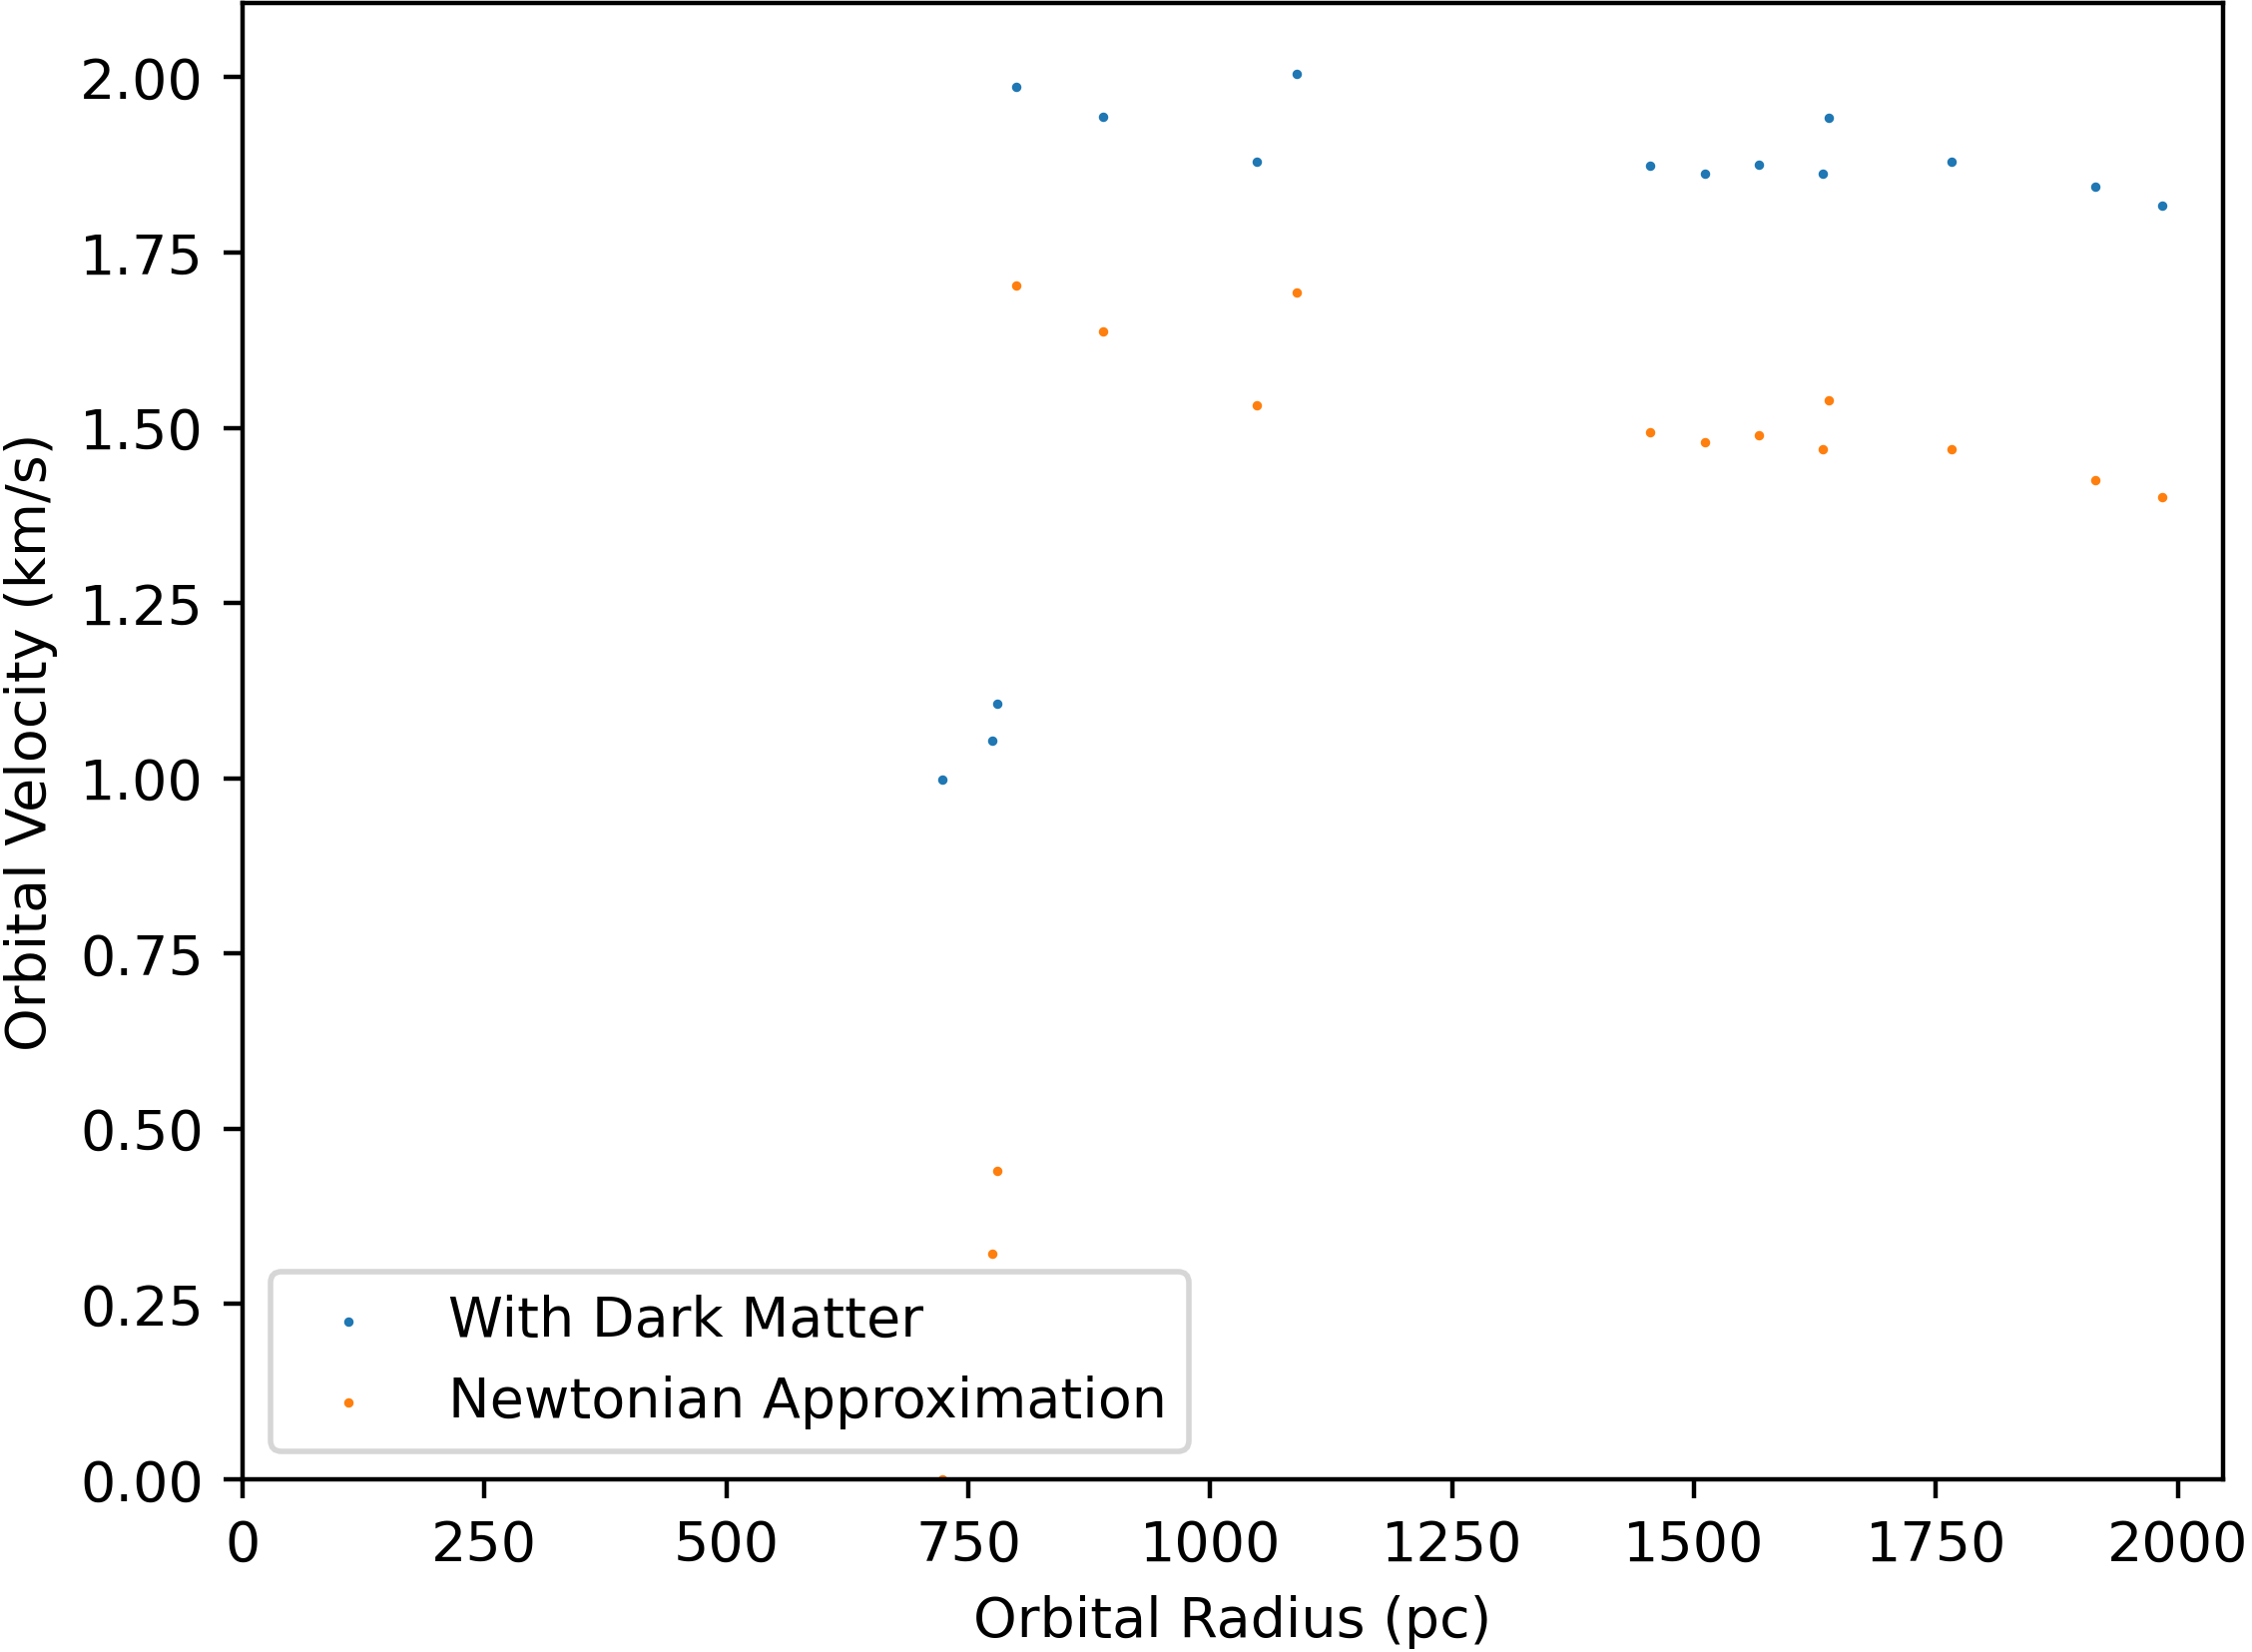 2.00
1.75
1.50
1.25
1.00
0.75
0.50
0.25
0.00
Orbital Velocity (km/s)
With Dark Matter
Newtonian Approximation
0 250 500 750 1000 1250 1500 1750 2000
Orbital Radius (pc)